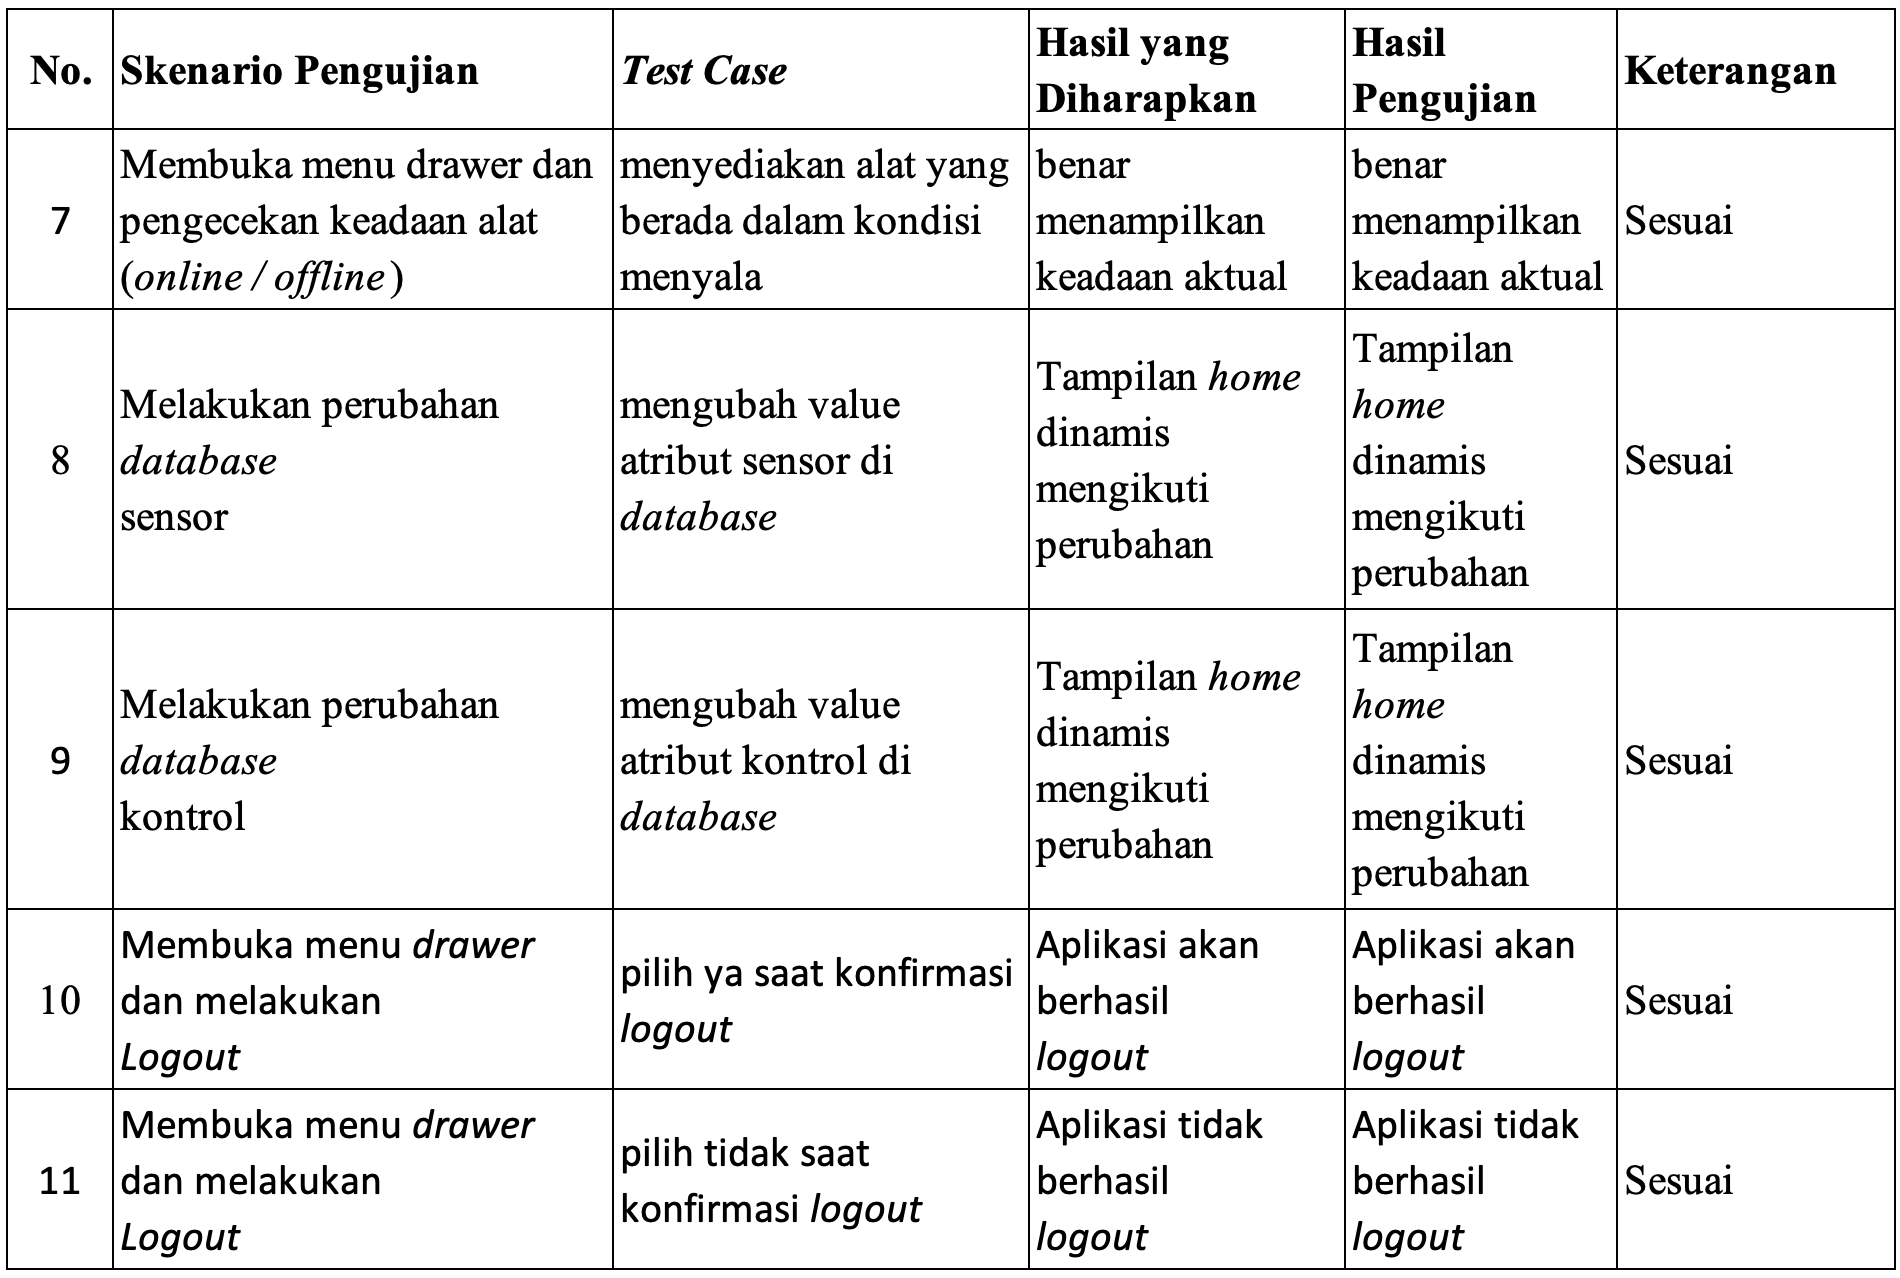 No.
Skenario Pengujian
Test Case
Hasil yang
Diharapkan
Hasil
Pengujian
Keterangan
7
Membuka menu drawer dan
pengecekan keadaan alat
(online / offline )
menyediakan alat yang
berada dalam kondisi
menyala
benar
menampilkan
keadaan aktual
benar
menampilkan
keadaan aktual
Sesuai
8
Melakukan perubahan
database
sensor
mengubah value
atribut sensor di
database
Tampilan home
dinamis
mengikuti
perubahan
Tampilan
home
dinamis
mengikuti
perubahan
Sesuai
9
Melakukan perubahan
database
kontrol
mengubah value
atribut kontrol di
database
Tampilan home
dinamis
mengikuti
perubahan
Tampilan
home
dinamis
mengikuti
perubahan
Sesuai
10
Membuka menu drawer
dan melakukan
Logout
pilih ya saat konfirmasi
logout
Aplikasi akan
berhasil
logout
Aplikasi akan
berhasil
logout
Sesuai
11
Membuka menu drawer
dan melakukan
Logout
pilih tidak saat
konfirmasi logout
Aplikasi tidak
berhasil
logout
Aplikasi tidak
berhasil
logout
Sesuai